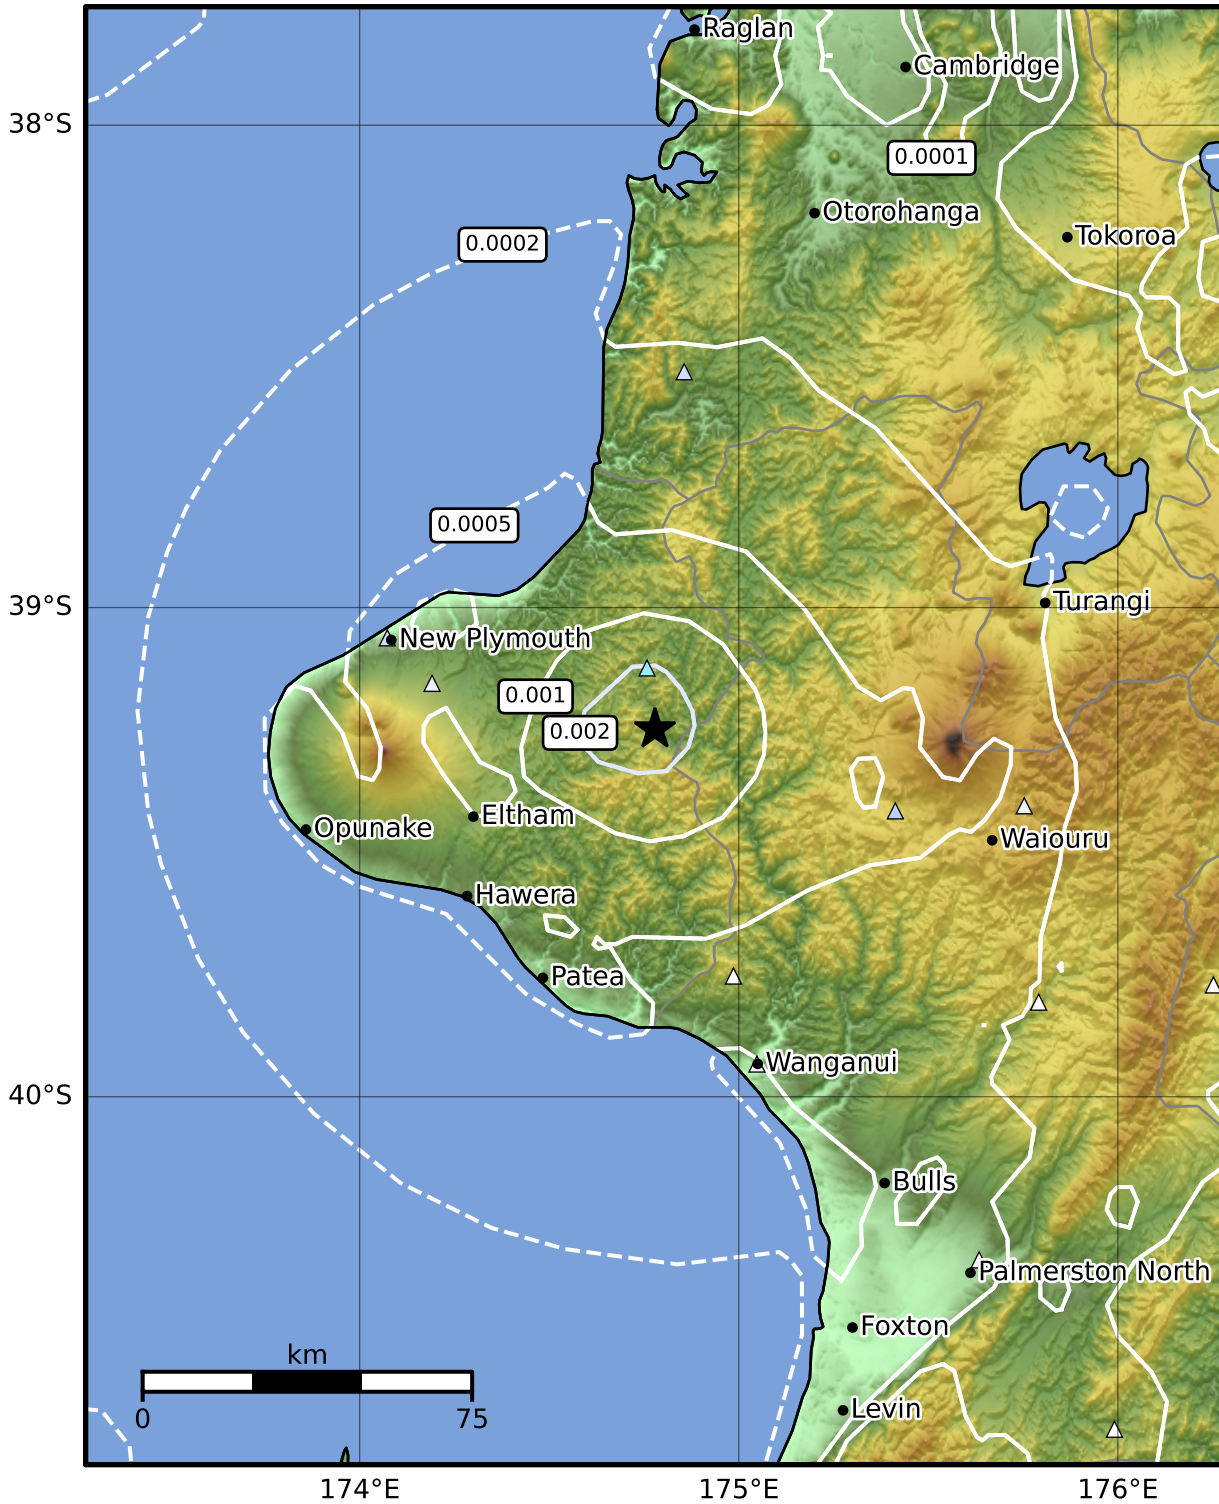 Raglan
Cambridge
38°S
0.0001
Otorohanga
0.0002
Tokoroa
0.0005
39°S
Turangi
New Plymouth
0.001
0.002
Eltham
Opunake
Waiouru
Hawera
Patea
Wanganui
40°S
Bulls
Palmerston North
Foxton
km
Levin
0 75
174°E 175°E 176°E